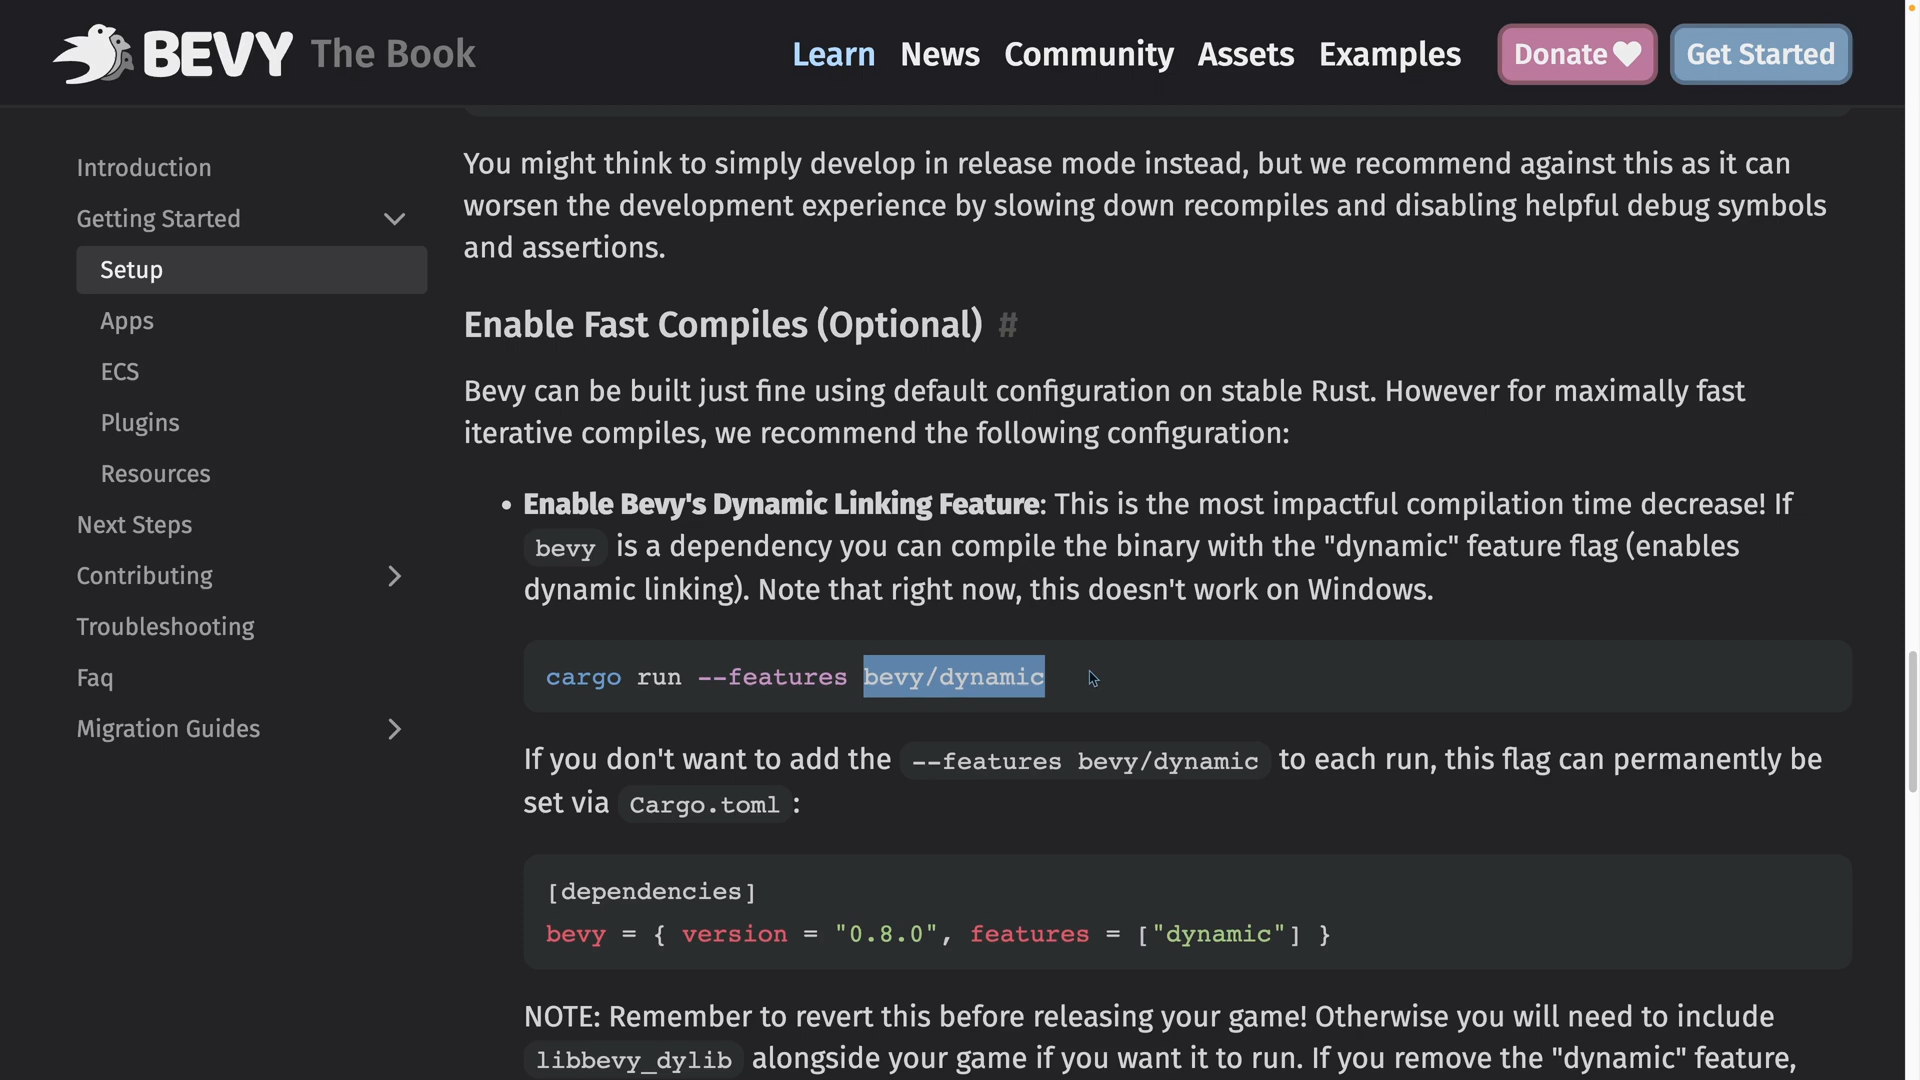 BEVY The Book
Learn News Community Assets Examples Donate Get Started
Introduction
Getting Started
Setup
Apps
ECS
Plugins
Resources
Next Steps
Contributing
Troubleshooting
Faq
Migration Guides
You might think to simply develop in release mode instead, but we recommend against this as it can
worsen the development experience by slowing down recompiles and disabling helpful debug symbols
and assertions.
Enable Fast Compiles (Optional) #
Bevy can be built just fine using default configuration on stable Rust. However for maximally fast
iterative compiles, we recommend the following configuration:
• Enable Bevy's Dynamic Linking Feature: This is the most impactful compilation time decrease! If
bevy is a dependency you can compile the binary with the "dynamic" feature flag (enables
dynamic linking). Note that right now, this doesn't work on Windows.
cargo run --features bevy/dynamic
If you don't want to add the --features bevy/dynamic to each run, this flag can permanently be
set via Cargo.toml :
[dependencies]
bevy = { version = "0.8.0", features = ["dynamic"] }
NOTE: Remember to revert this before releasing your game! Otherwise you will need to include
libbevy_dylib alongside your game if you want it to run. If you remove the "dynamic" feature,